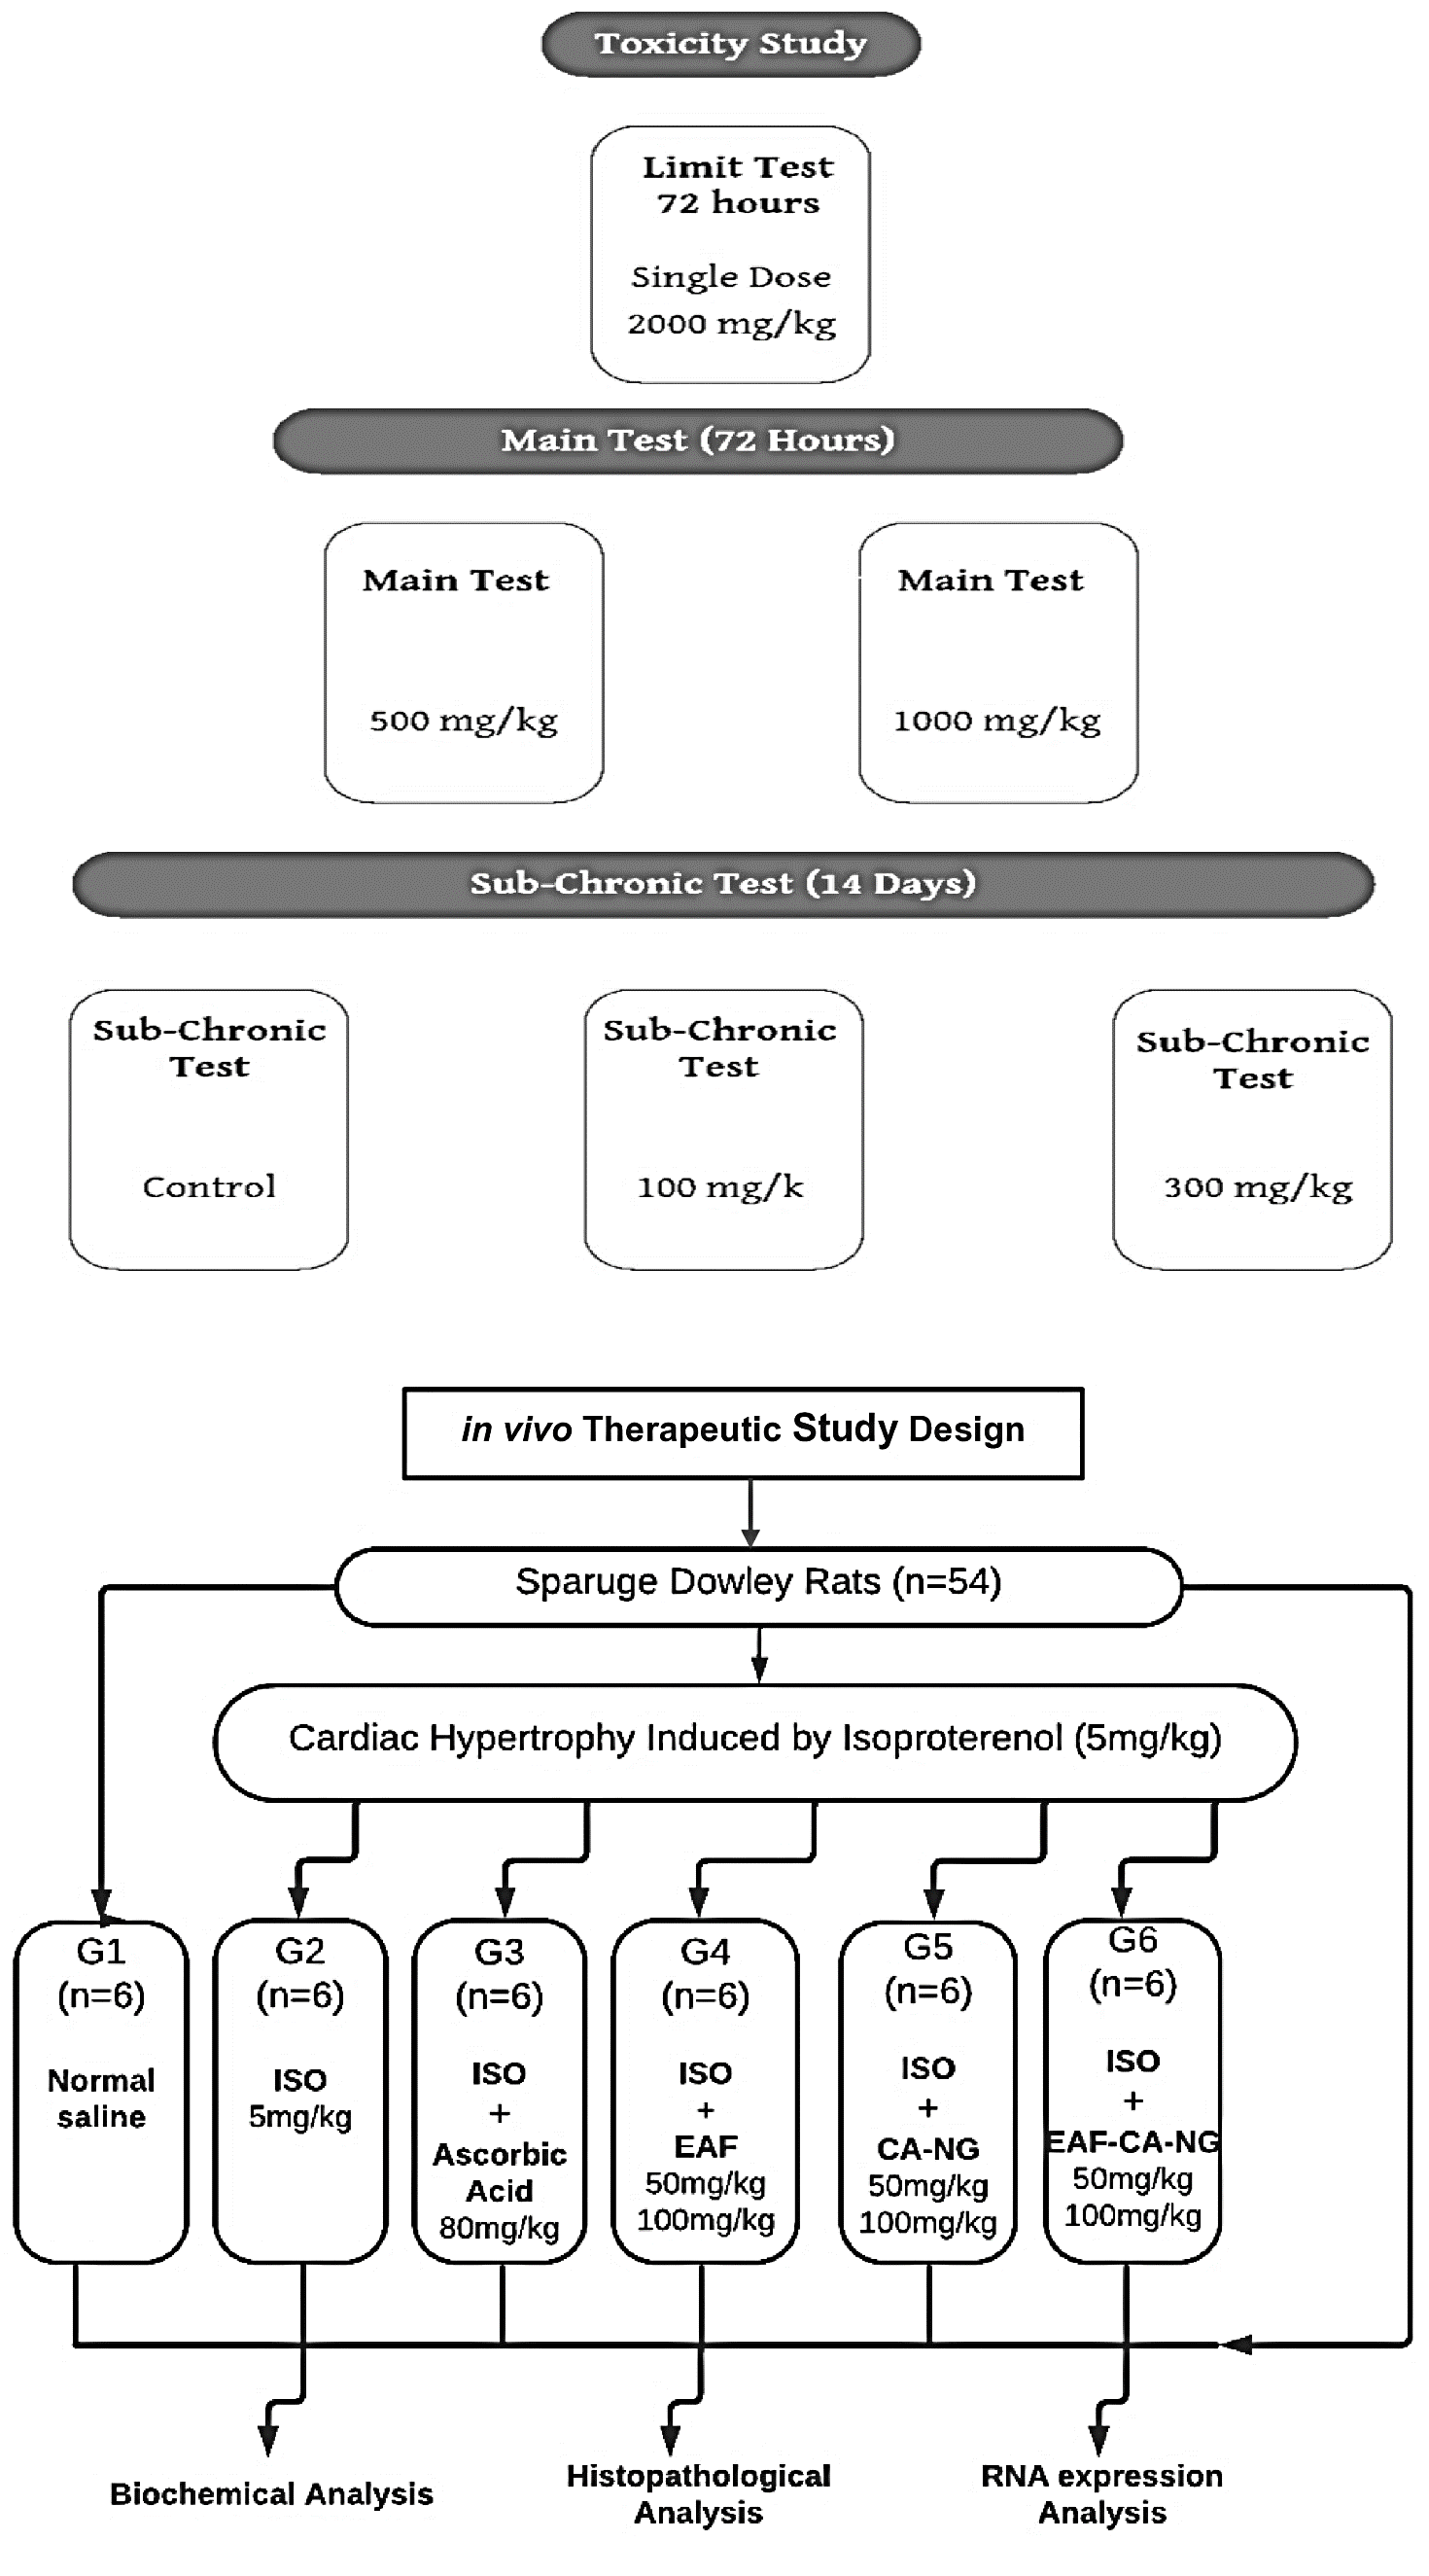 Toxicity Study
Limit Test
72 hours
Single Dose
2000 mg/kg
Main Test (72 Hours)
Main Test
500 mg/kg
Main Test
1000 mg/kg
Sub-Chronic Test (14 Days)
Sub-Chronic
Test
Control
Sub-Chronic
Test
100 mg/k
Sub-Chronic
Test
300 mg/kg
in vivo Therapeutic Study Design
Sparuge Dowley Rats (n=54)
Cardiac Hypertrophy Induced by Isoproterenol (5mg/kg)
G1
(n=6)
Normal
saline
G2
(n=6)
ISO
5mg/kg
G3
(n=6)
ISO
+
Ascorbic
Acid
80mg/kg
G4
(n=6)
ISO
+
EAF
50mg/kg
100mg/kg
G5
(n=6)
ISO
+
CA-NG
50mg/kg
100mg/kg
G6
(n=6)
ISO
+
EAF-CA-NG
50mg/kg
100mg/kg
Biochemical Analysis
Histopathological
Analysis
RNA expression
Analysis